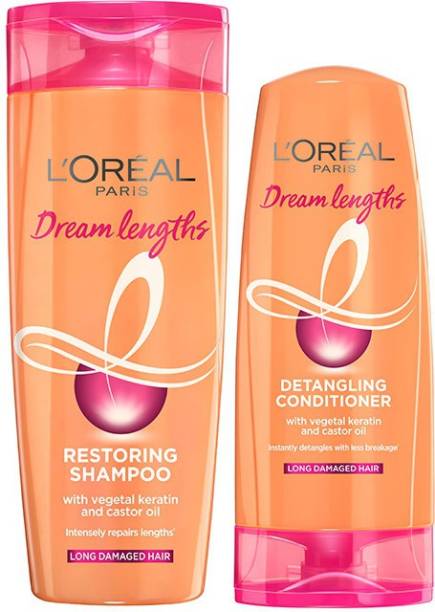 L'ORÉAL
PARIS
Dream lengths
RESTORING
SHAMPOO
with vegetal keratin
and castor oil
Intensely repairs lengths*
LONG DAMAGED HAIR
L'ORÉAL
PARIS
Dream lengths
DETANGLING
CONDITIONER
with vegetal keratin
and castor oil
Instantly detangles with less breakage*
LONG DAMAGED HAIR